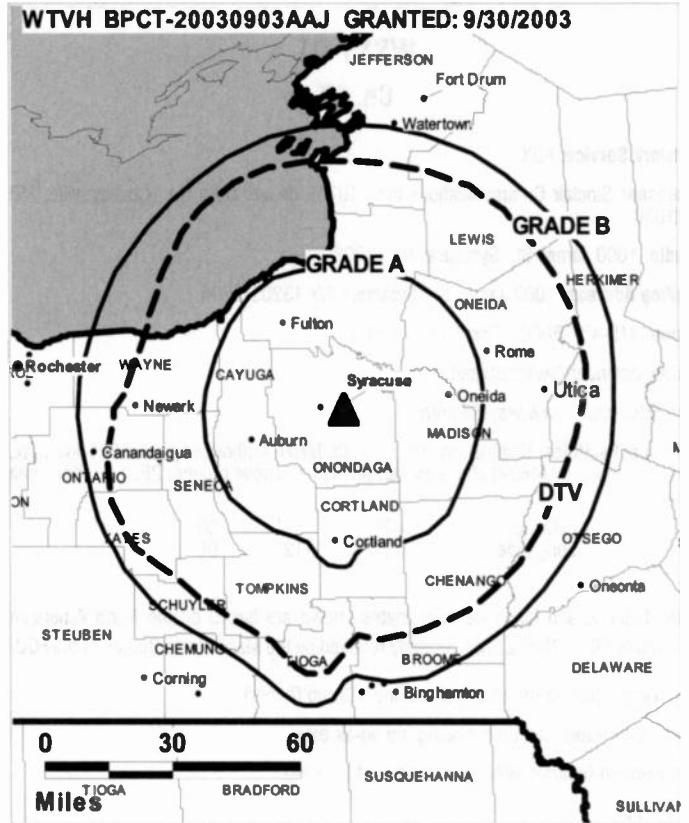 WTVH BPCT-20030903AAJ GRANTED: 9/30/2003
JEFFERSON
Fort Drum
Watertown
GRADE B
LEWIS
GRADE A
HERKIMER
ONEIDA
Fulton
Rome
Rochester
WAYNE
CAYUGA
Syracuse
Utica
Oneida
Newark
MADISON
Auburn
Canandaigua
ONONDAGA
ONTARIO
SENECA
DTV
CORTLAND
YATES
Cortland
OTSEGO
CHENANGO
TOMPKINS
Oneonta
SCHUYLER
STEUBEN
CHEMUNG
TIOGA
BROOME
DELAWARE
Corning
Binghamton
0 30 60
Miles
TIOGA
BRADFORD
SUSQUEHANNA